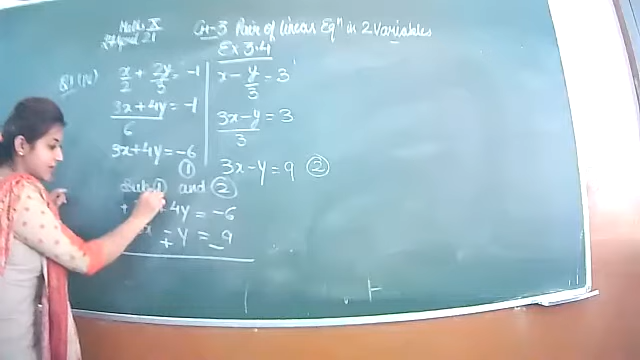 Maths X
Ch-3 Pair of linear Eqⁿ in 2 Variables
April 21
Ex 3.4
Q1 (iv)
x/2 + 2y/3 = -1
3x+4y/6 = -1
3x+4y = -6 ①
x - y/3 = 3
3x-y/3 = 3
3x-y = 9 ②
Sub ① and ②
+4y = -6
x - y = 9
+ -